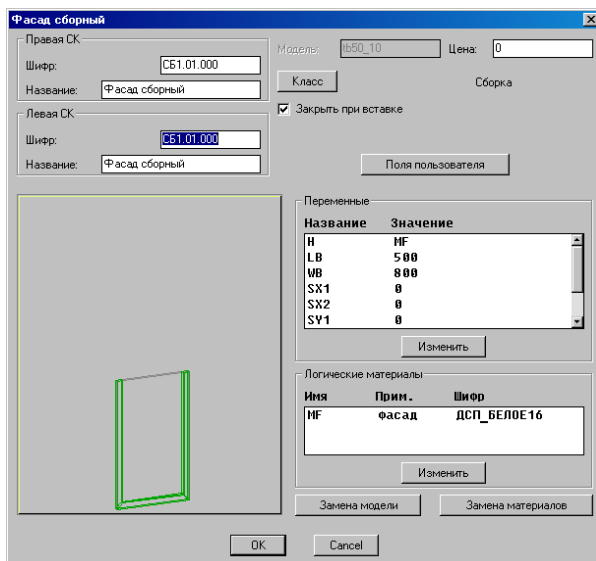 Фасад сборный
Правая СК
Шифр: СБ1.01.000
Название: Фасад сборный
Модель: tb50_10 Цена: 0
Класс Сборка
Закрыть при вставке
Левая СК
Шифр: СБ1.01.000
Название: Фасад сборный
Поля пользователя
Переменные
Название Значение
H MF
LB 500
WB 800
SX1 0
SX2 0
SY1 0
Изменить
Логические материалы
Имя Прим. Шифр
MF фасад ДСП_БЕЛОЕ16
Изменить
Замена модели Замена материалов
OK Cancel